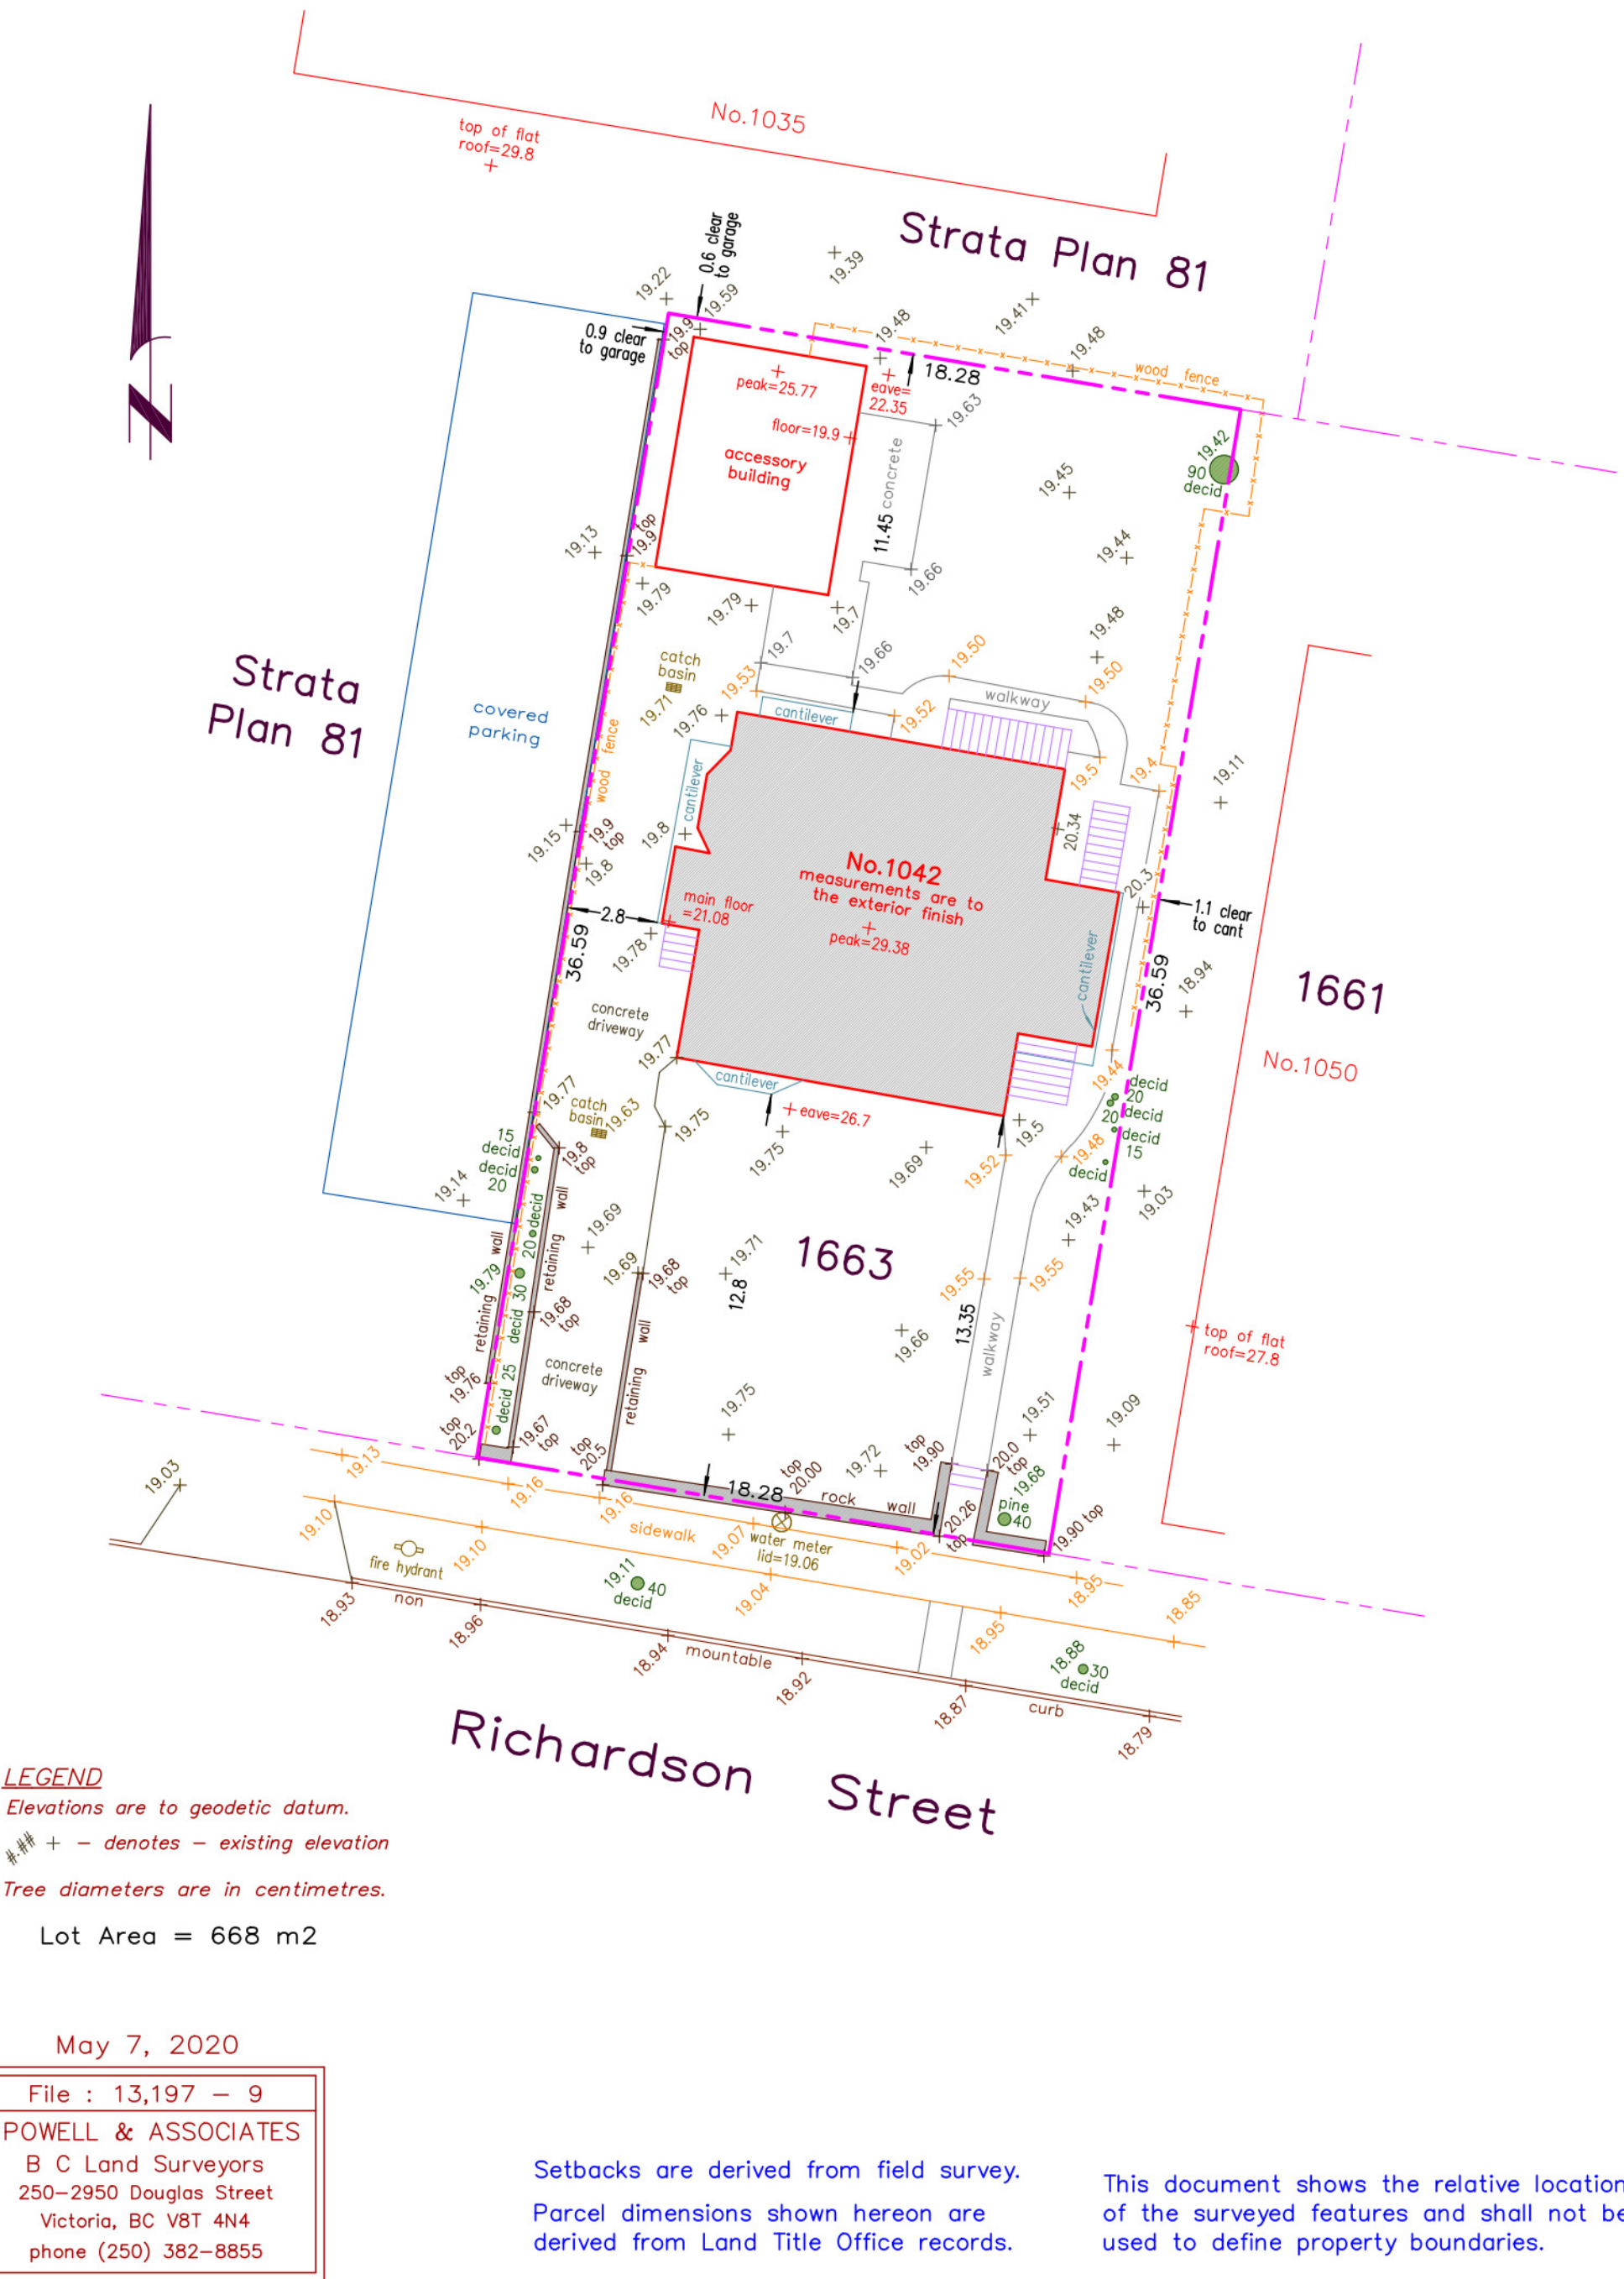 No.1035
top of flat
roof=29.8
Strata Plan 81
0.6 clear
to garage
19.39
19.22
19.59
19.41
19.48
19.48
0.9 clear
to garage
19.9
top
18.28
wood fence
peak=25.77
eave=
22.35
19.63
floor=19.9
accessory
building
concrete
11.45
19.42
90
decid
19.45
19.44
19.13
19.9
top
19.79
19.79
19.7
19.66
19.48
Strata
Plan 81
covered
parking
catch
basin
19.71
19.7
19.66
19.53
19.50
19.50
19.76
cantilever
19.52
walkway
wood fence
cantilever
19.5
19.4
19.11
19.15
19.9
top
19.8
19.8
20.34
No.1042
measurements are to
the exterior finish
peak=29.38
main floor
=21.08
20.3
1.1 clear
to cant
2.8
36.59
19.78
cantilever
36.59
18.94
1661
No.1050
concrete
driveway
19.77
cantilever
eave=26.7
19.44
decid
20
20
decid
decid
15
decid
19.77
catch
basin
19.63
19.75
19.75
19.69
19.5
19.52
19.48
15
decid
decid
20
19.8
top
19.14
20 decid
retaining wall
retaining wall
19.69
19.69
19.68
top
19.71
12.8
1663
19.43
19.03
19.79
decid 30
19.68
top
19.55
19.55
13.35
walkway
19.66
top of flat
roof=27.8
concrete
driveway
retaining wall
top
19.76
decid 25
top
20.2
19.67
top
top
20.5
19.75
19.72
top
19.90
19.51
19.09
20.0
top
19.68
pine
40
18.28
top
20.00
rock wall
20.26
top
19.90 top
19.03
19.13
19.16
19.16
19.10
19.10
sidewalk
19.07
water meter
lid=19.06
19.02
fire hydrant
19.11
40
decid
19.04
18.95
18.95
18.85
18.88
30
decid
18.93
non
18.96
18.94
mountable
18.92
18.87
curb
18.79
Richardson Street
LEGEND
Elevations are to geodetic datum.
#.## + – denotes – existing elevation
Tree diameters are in centimetres.
Lot Area = 668 m2
May 7, 2020
File : 13,197 – 9
POWELL & ASSOCIATES
B C Land Surveyors
250–2950 Douglas Street
Victoria, BC V8T 4N4
phone (250) 382–8855
Setbacks are derived from field survey.
Parcel dimensions shown hereon are
derived from Land Title Office records.
This document shows the relative location
of the surveyed features and shall not be
used to define property boundaries.